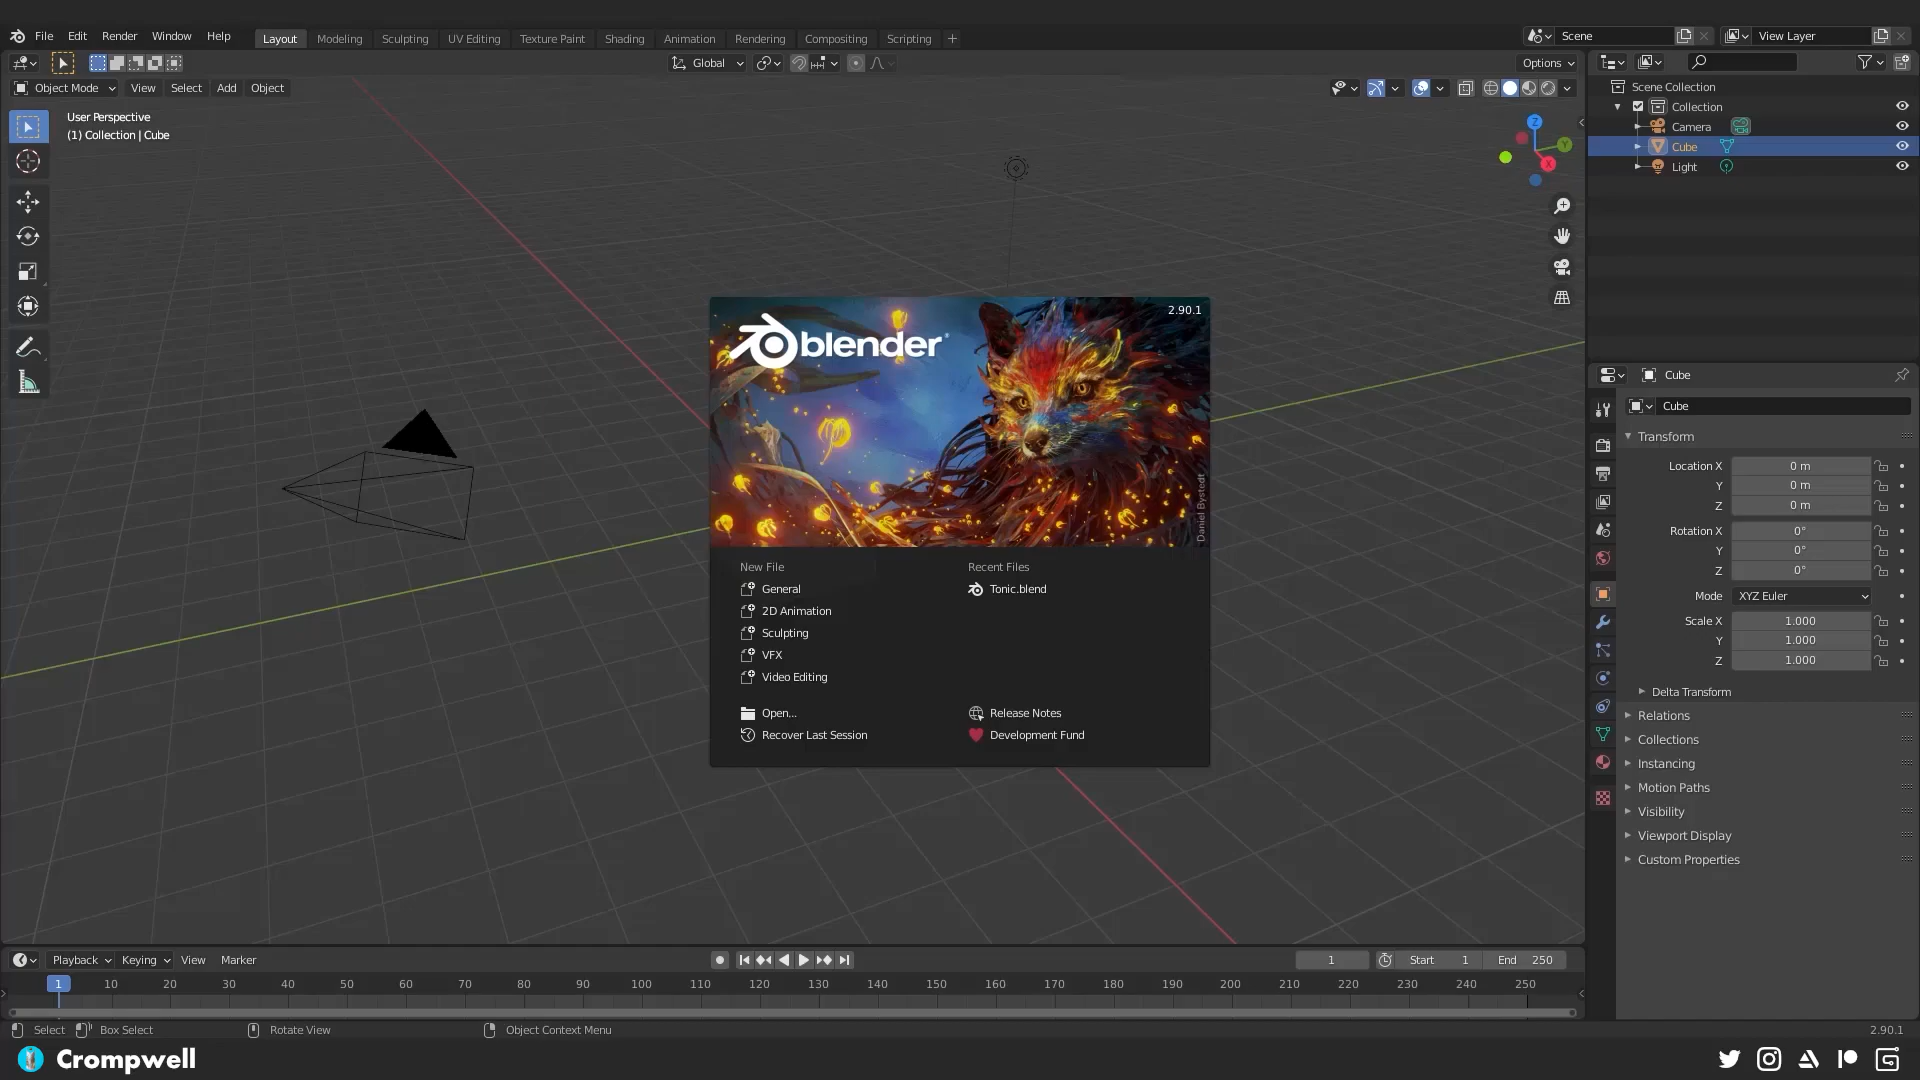 File Edit Render Window Help Layout Modeling Sculpting UV Editing Texture Paint Shading Animation Rendering Compositing Scripting + Scene View Layer
Global Options
Object Mode View Select Add Object
User Perspective
(1) Collection | Cube
Z
Y
X
Scene Collection
Collection
Camera
Cube
Light
2.90.1
blender
Daniel Bystedt
New File
General
2D Animation
Sculpting
VFX
Video Editing
Open...
Recover Last Session
Recent Files
Tonic.blend
Release Notes
Development Fund
Cube
Cube
Transform
Location X 0 m
Y 0 m
Z 0 m
Rotation X 0°
Y 0°
Z 0°
Mode XYZ Euler
Scale X 1.000
Y 1.000
Z 1.000
Delta Transform
Relations
Collections
Instancing
Motion Paths
Visibility
Viewport Display
Custom Properties
Playback Keying View Marker 1 Start 1 End 250
1 10 20 30 40 50 60 70 80 90 100 110 120 130 140 150 160 170 180 190 200 210 220 230 240 250
Select Box Select Rotate View Object Context Menu 2.90.1
Crompwell